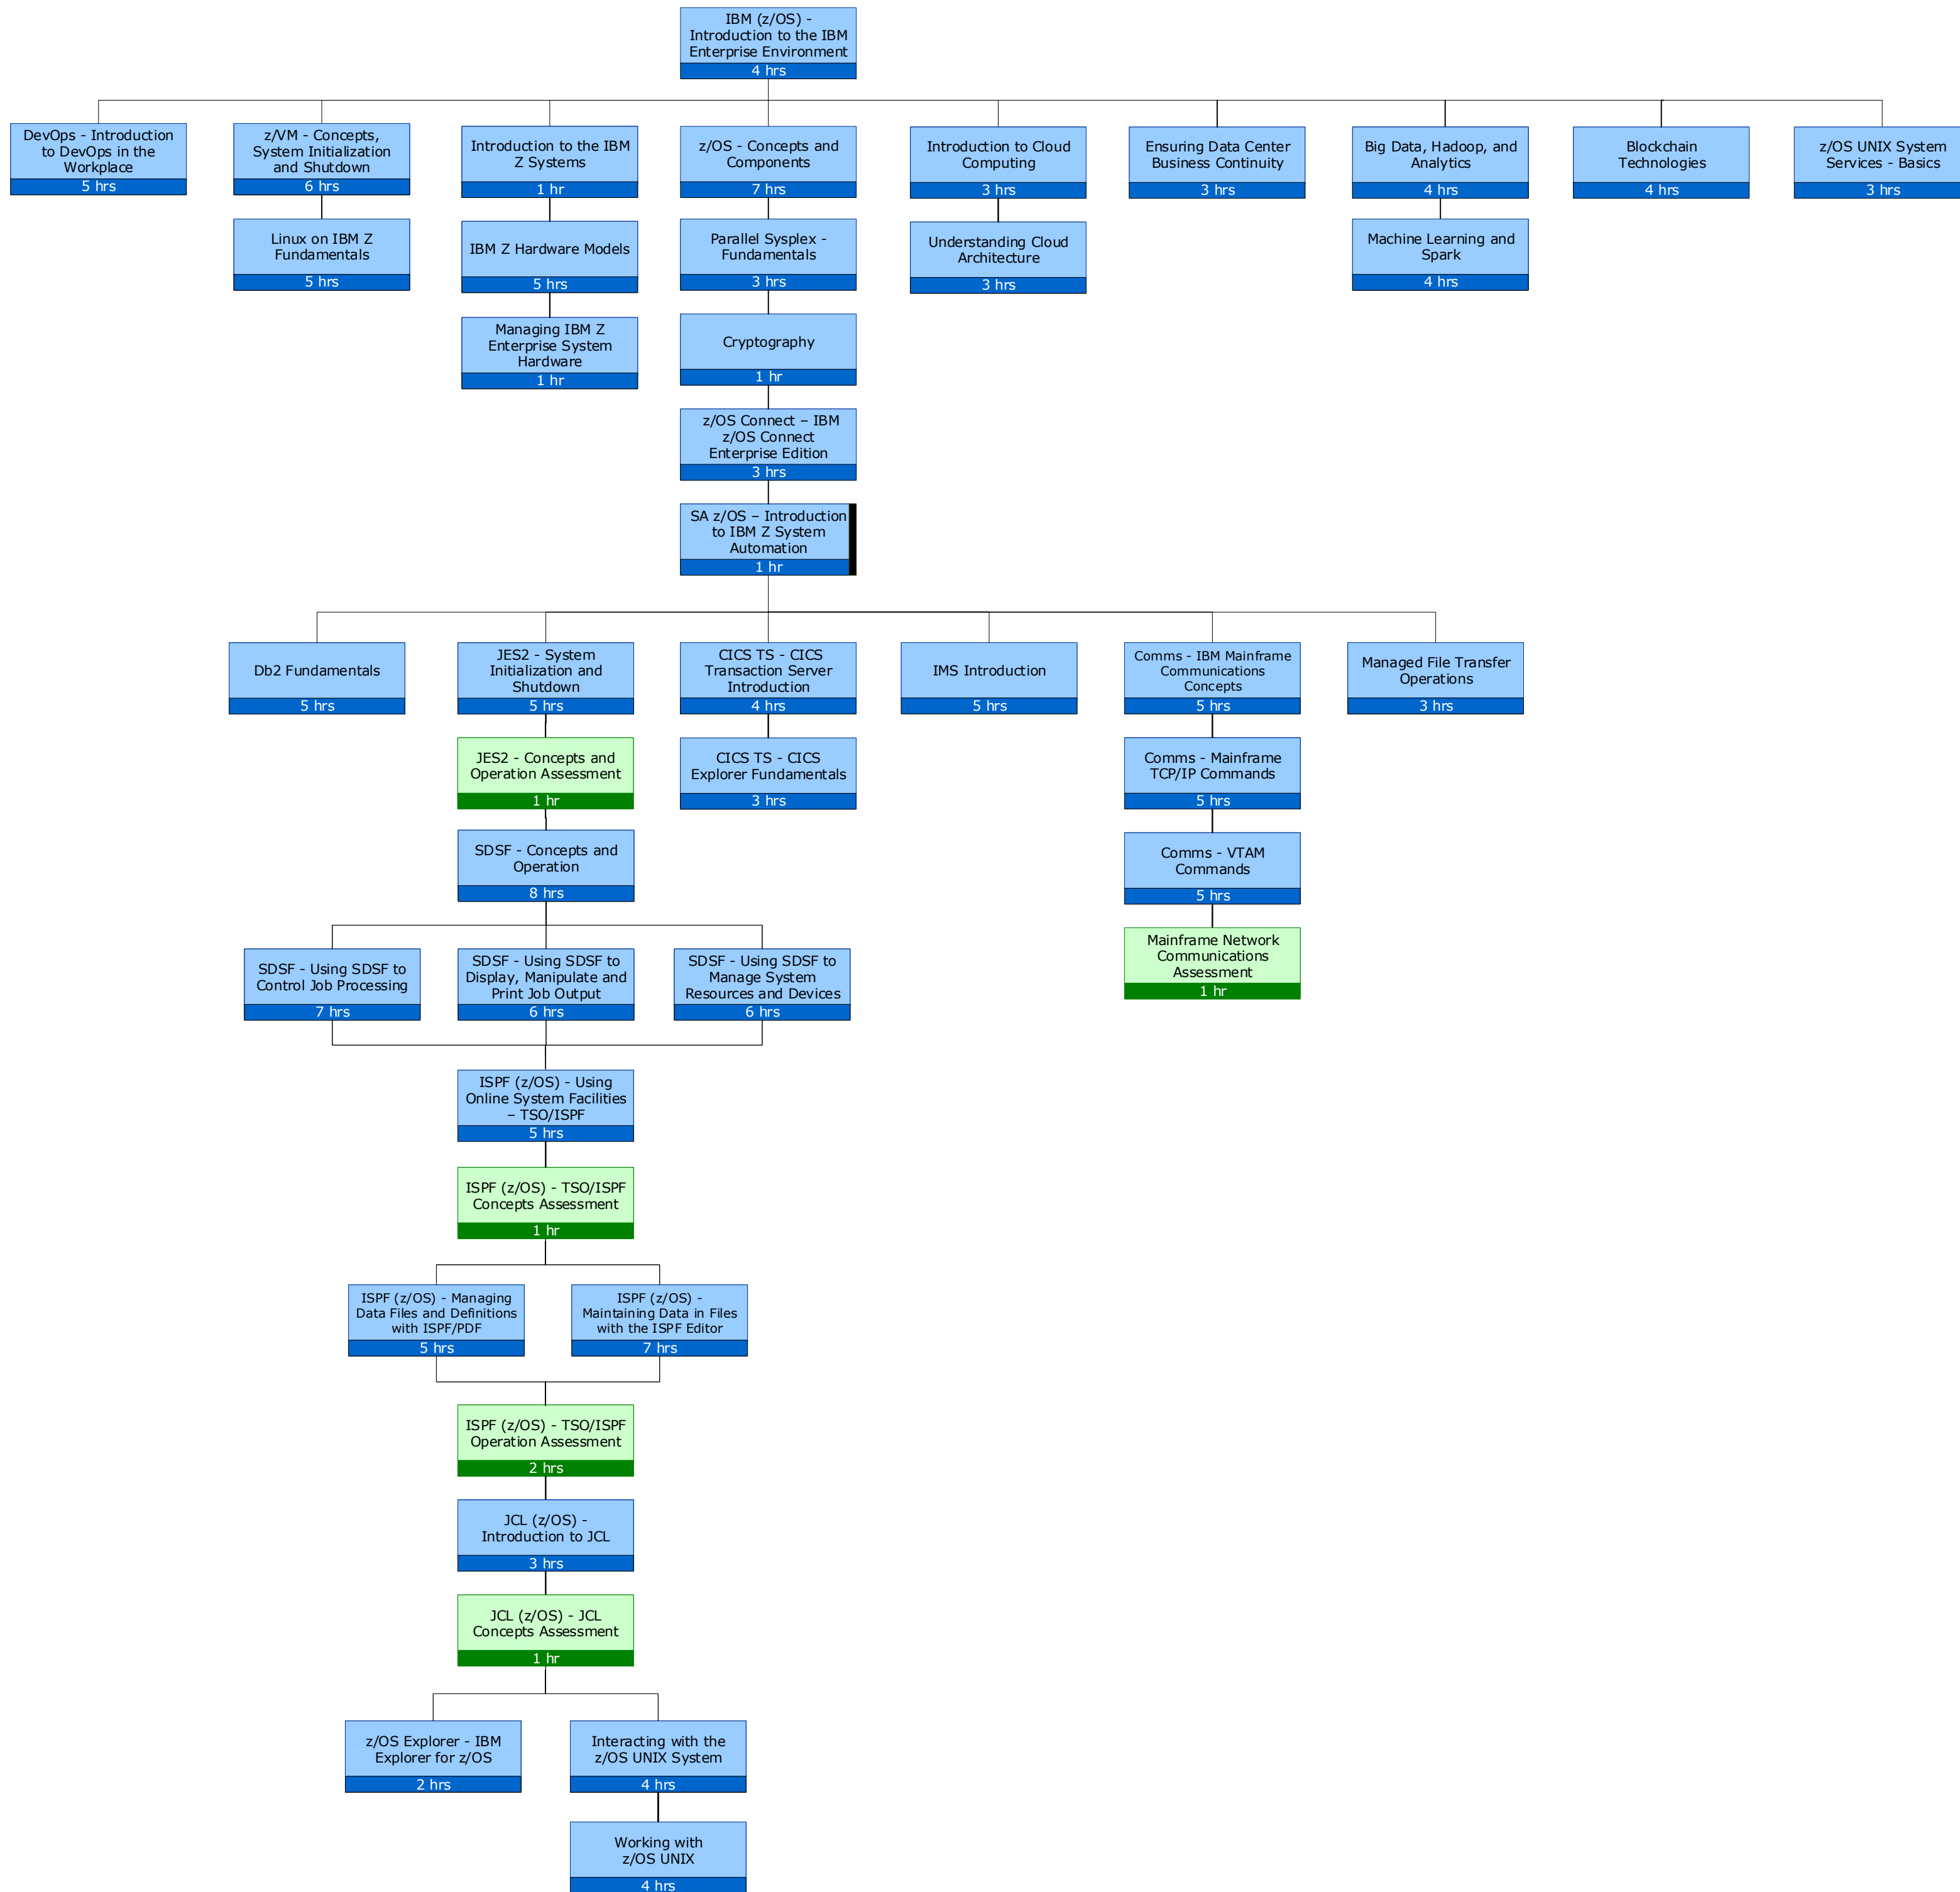 IBM (z/OS) -
Introduction to the IBM
Enterprise Environment
4 hrs
DevOps - Introduction
to DevOps in the
Workplace
5 hrs
z/VM - Concepts,
System Initialization
and Shutdown
6 hrs
Introduction to the IBM
Z Systems
1 hr
z/OS - Concepts and
Components
7 hrs
Introduction to Cloud
Computing
3 hrs
Ensuring Data Center
Business Continuity
3 hrs
Big Data, Hadoop, and
Analytics
4 hrs
Blockchain
Technologies
4 hrs
z/OS UNIX System
Services - Basics
3 hrs
Linux on IBM Z
Fundamentals
5 hrs
IBM Z Hardware Models
5 hrs
Parallel Sysplex -
Fundamentals
3 hrs
Understanding Cloud
Architecture
3 hrs
Machine Learning and
Spark
4 hrs
Managing IBM Z
Enterprise System
Hardware
1 hr
Cryptography
1 hr
z/OS Connect – IBM
z/OS Connect
Enterprise Edition
3 hrs
SA z/OS – Introduction
to IBM Z System
Automation
1 hr
Db2 Fundamentals
5 hrs
JES2 - System
Initialization and
Shutdown
5 hrs
CICS TS - CICS
Transaction Server
Introduction
4 hrs
IMS Introduction
5 hrs
Comms - IBM Mainframe
Communications
Concepts
5 hrs
Managed File Transfer
Operations
3 hrs
JES2 - Concepts and
Operation Assessment
1 hr
CICS TS - CICS
Explorer Fundamentals
3 hrs
Comms - Mainframe
TCP/IP Commands
5 hrs
SDSF - Concepts and
Operation
8 hrs
Comms - VTAM
Commands
5 hrs
SDSF - Using SDSF to
Control Job Processing
7 hrs
SDSF - Using SDSF to
Display, Manipulate and
Print Job Output
6 hrs
SDSF - Using SDSF to
Manage System
Resources and Devices
6 hrs
Mainframe Network
Communications
Assessment
1 hr
ISPF (z/OS) - Using
Online System Facilities
– TSO/ISPF
5 hrs
ISPF (z/OS) - TSO/ISPF
Concepts Assessment
1 hr
ISPF (z/OS) - Managing
Data Files and Definitions
with ISPF/PDF
5 hrs
ISPF (z/OS) -
Maintaining Data in Files
with the ISPF Editor
7 hrs
ISPF (z/OS) - TSO/ISPF
Operation Assessment
2 hrs
JCL (z/OS) -
Introduction to JCL
3 hrs
JCL (z/OS) - JCL
Concepts Assessment
1 hr
z/OS Explorer - IBM
Explorer for z/OS
2 hrs
Interacting with the
z/OS UNIX System
4 hrs
Working with
z/OS UNIX
4 hrs